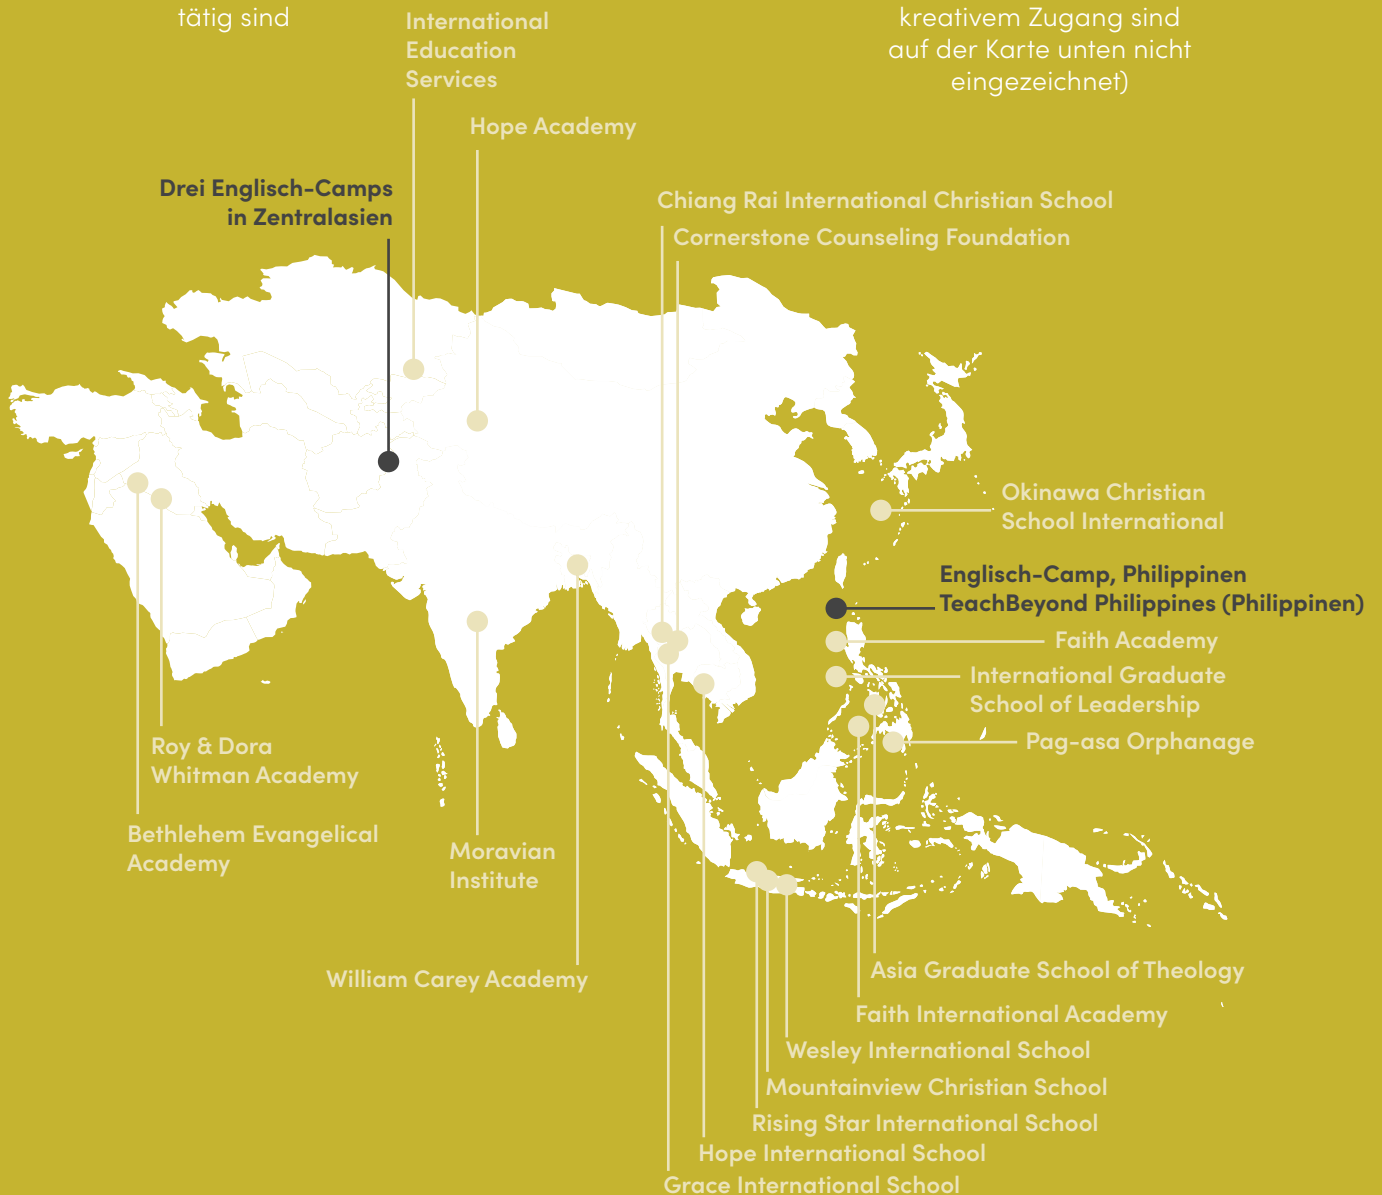 tätig sind
kreativem Zugang sind
auf der Karte unten nicht
eingezeichnet)
International
Education
Services
Hope Academy
Drei Englisch-Camps
in Zentralasien
Chiang Rai International Christian School
Cornerstone Counseling Foundation
Okinawa Christian
School International
Englisch-Camp, Philippinen
TeachBeyond Philippines (Philippinen)
Faith Academy
International Graduate
School of Leadership
Pag-asa Orphanage
Roy & Dora
Whitman Academy
Bethlehem Evangelical
Academy
Moravian
Institute
William Carey Academy
Asia Graduate School of Theology
Faith International Academy
Wesley International School
Mountainview Christian School
Rising Star International School
Hope International School
Grace International School